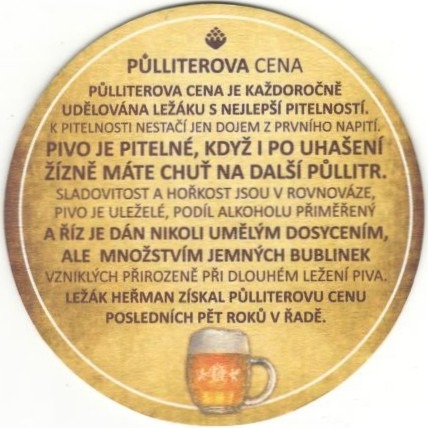 PŮLLITEROVA CENA
PŮLLITEROVA CENA JE KAŽDOROČNĚ
UDĚLOVÁNA LEŽÁKU S NEJLEPŠÍ PITELNOSTÍ.
K PITELNOSTI NESTAČÍ JEN DOJEM Z PRVNÍHO NAPITÍ.
PIVO JE PITELNÉ, KDYŽ I PO UHAŠENÍ
ŽÍZNĚ MÁTE CHUŤ NA DALŠÍ PŮLLITR.
SLADOVITOST A HOŘKOST JSOU V ROVNOVÁZE,
PIVO JE ULEŽELÉ, PODÍL ALKOHOLU PŘIMĚŘENÝ
A ŘÍZ JE DÁN NIKOLI UMĚLÝM DOSYCENÍM,
ALE MNOŽSTVÍM JEMNÝCH BUBLINEK
VZNIKLÝCH PŘIROZENĚ PŘI DLOUHÉM LEŽENÍ PIVA.
LEŽÁK HEŘMAN ZÍSKAL PŮLLITEROVU CENU
POSLEDNÍCH PĚT ROKŮ V ŘADĚ.